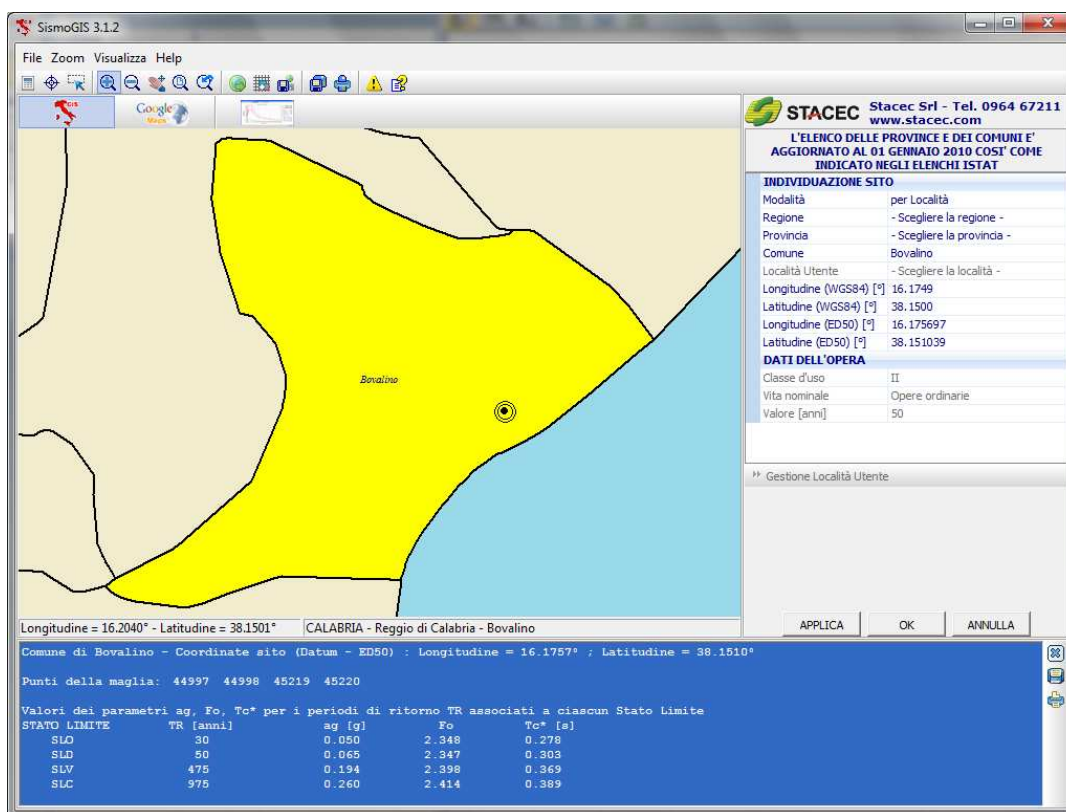 SismoGIS 3.1.2
File Zoom Visualizza Help
GIS
Google
Maps
STACEC
Stacec Srl - Tel. 0964 67211
www.stacec.com
L'ELENCO DELLE PROVINCE E DEI COMUNI E'
AGGIORNATO AL 01 GENNAIO 2010 COSI' COME
INDICATO NEGLI ELENCHI ISTAT
INDIVIDUAZIONE SITO
Modalità per Località
Regione - Scegliere la regione -
Provincia - Scegliere la provincia -
Comune Bovalino
Località Utente - Scegliere la località -
Longitudine (WGS84) [°] 16.1749
Latitudine (WGS84) [°] 38.1500
Longitudine (ED50) [°] 16.175697
Latitudine (ED50) [°] 38.151039
DATI DELL'OPERA
Classe d'uso II
Vita nominale Opere ordinarie
Valore [anni] 50
Gestione Località Utente
Bovalino
APPLICA OK ANNULLA
Longitudine = 16.2040° - Latitudine = 38.1501° CALABRIA - Reggio di Calabria - Bovalino
Comune di Bovalino - Coordinate sito (Datum - ED50) : Longitudine = 16.1757° ; Latitudine = 38.1510°
Punti della maglia: 44997 44998 45219 45220
Valori dei parametri ag, Fo, Tc* per i periodi di ritorno TR associati a ciascun Stato Limite
STATO LIMITE TR [anni] ag [g] Fo Tc* [s]
SLO 30 0.050 2.348 0.278
SLD 50 0.065 2.347 0.303
SLV 475 0.194 2.398 0.369
SLC 975 0.260 2.414 0.389